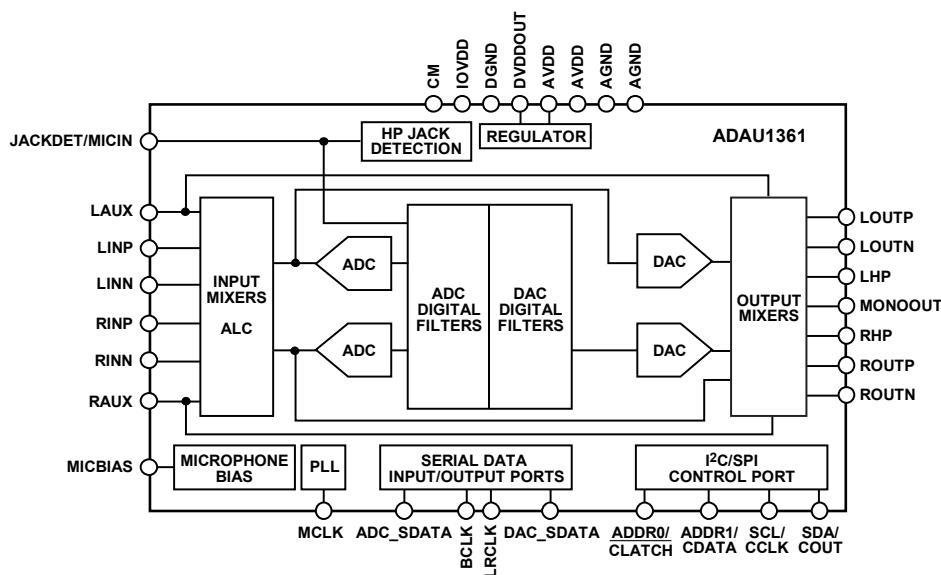 CM
IOVDD
DGND
DVDDOUT
AVDD
AVDD
AGND
AGND
JACKDET/MICIN
HP JACK
DETECTION
REGULATOR
ADAU1361
LAUX
LINP
LINN
RINP
RINN
RAUX
INPUT
MIXERS
ALC
ADC
ADC
ADC
DIGITAL
FILTERS
DAC
DIGITAL
FILTERS
DAC
DAC
OUTPUT
MIXERS
LOUTP
LOUTN
LHP
MONOOUT
RHP
ROUTP
ROUTN
MICBIAS
MICROPHONE
BIAS
PLL
SERIAL DATA
INPUT/OUTPUT PORTS
I²C/SPI
CONTROL PORT
MCLK
ADC_SDATA
BCLK
LRCLK
DAC_SDATA
ADDR0/
CLATCH
ADDR1/
CDATA
SCL/
CCLK
SDA/
COUT